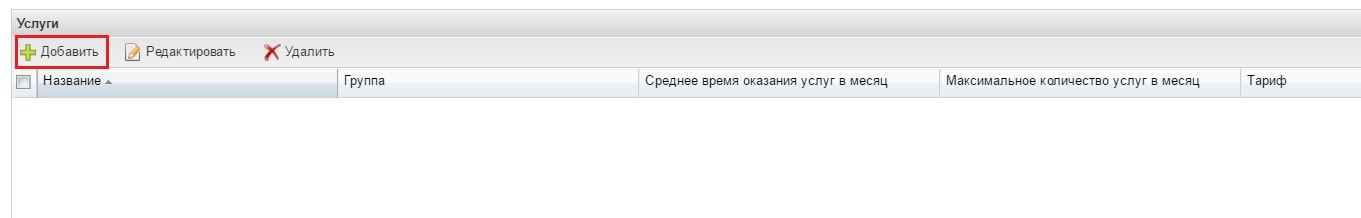 Услуги
Добавить Редактировать Удалить
Название Группа Среднее время оказания услуг в месяц Максимальное количество услуг в месяц Тариф